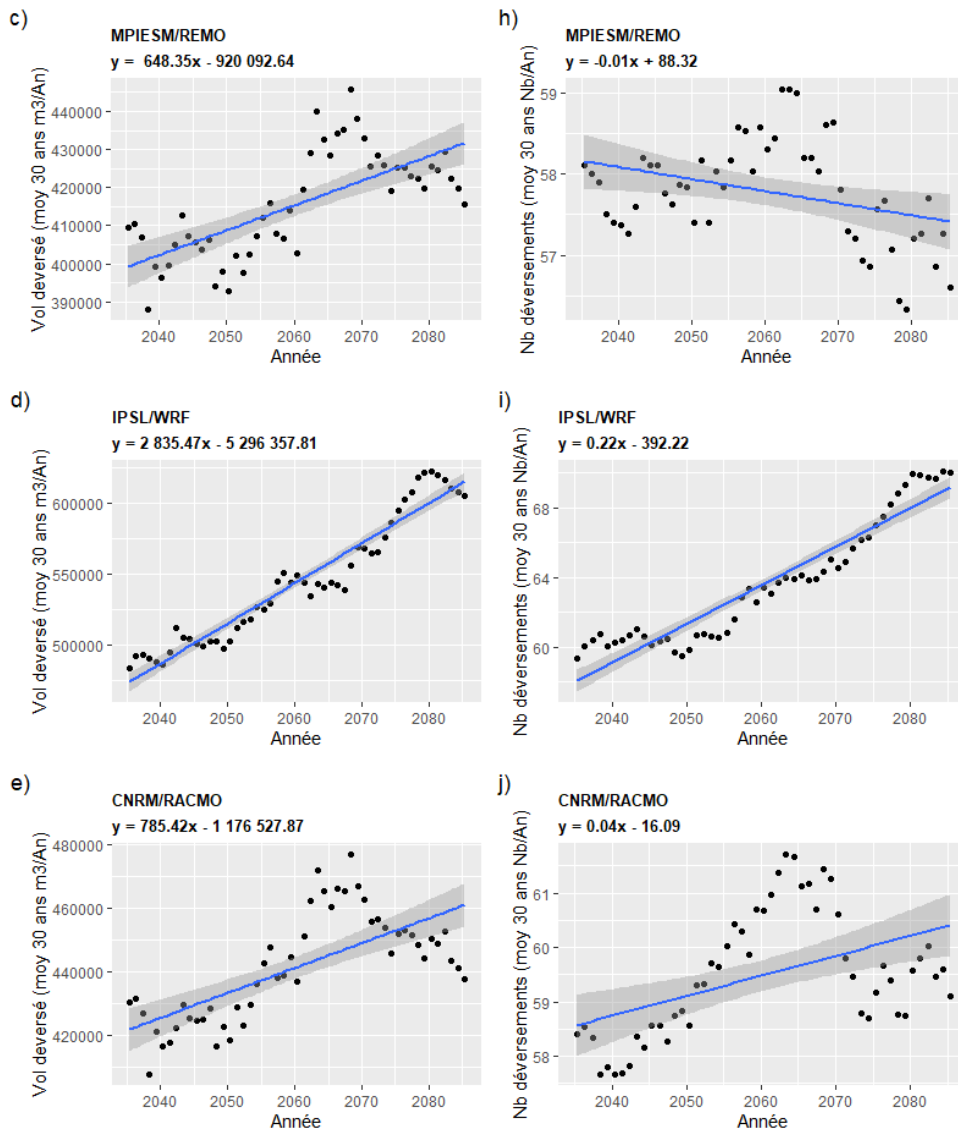 c)
MPIESM/REMO
y =  648.35x - 920 092.64
Vol deversé (moy 30 ans m3/An)
440000
430000
420000
410000
400000
390000
2040 2050 2060 2070 2080
Année
h)
MPIESM/REMO
y = -0.01x + 88.32
Nb déversements (moy 30 ans Nb/An)
59
58
57
2040 2050 2060 2070 2080
Année
d)
IPSL/WRF
y = 2 835.47x - 5 296 357.81
Vol deversé (moy 30 ans m3/An)
600000
550000
500000
2040 2050 2060 2070 2080
Année
i)
IPSL/WRF
y = 0.22x - 392.22
Nb déversements (moy 30 ans Nb/An)
68
64
60
2040 2050 2060 2070 2080
Année
e)
CNRM/RACMO
y = 785.42x - 1 176 527.87
Vol deversé (moy 30 ans m3/An)
480000
460000
440000
420000
2040 2050 2060 2070 2080
Année
j)
CNRM/RACMO
y = 0.04x - 16.09
Nb déversements (moy 30 ans Nb/An)
61
60
59
58
2040 2050 2060 2070 2080
Année